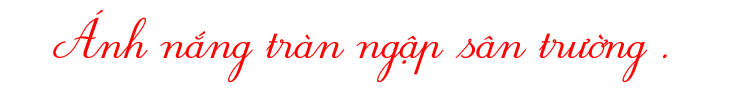 Ánh nắng tràn ngập sân trường .